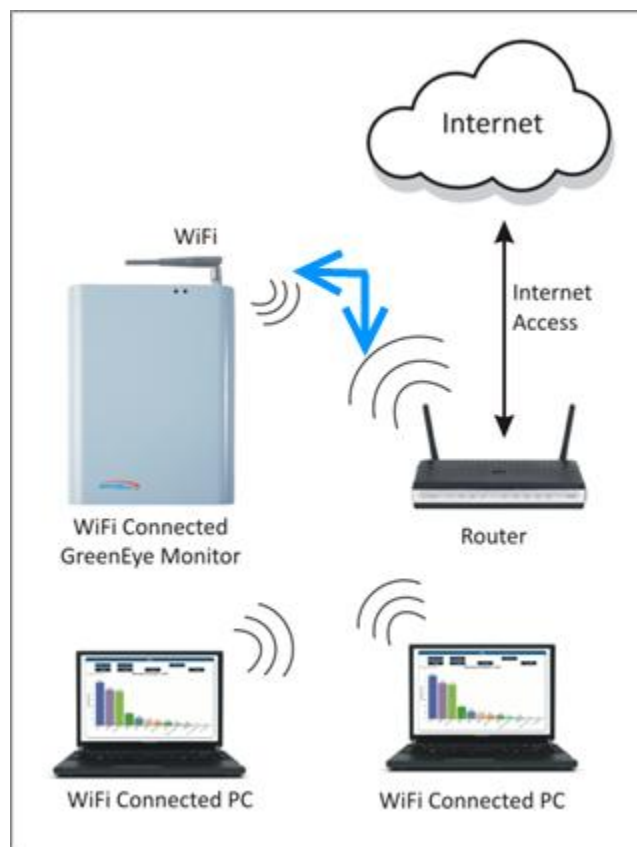 Internet
WiFi
Internet
Access
WiFi Connected
GreenEye Monitor
Router
WiFi Connected PC
WiFi Connected PC